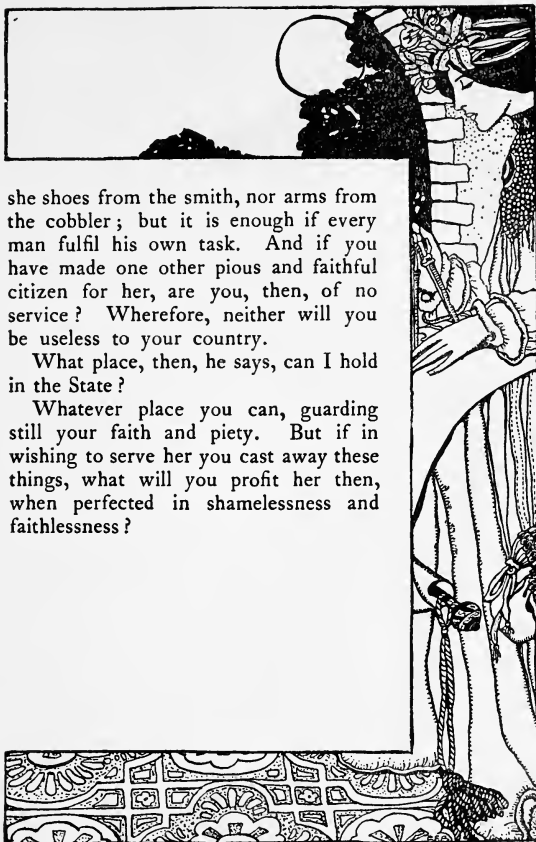 she shoes from the smith, nor arms from
the cobbler ; but it is enough if every
man fulfil his own task. And if you
have made one other pious and faithful
citizen for her, are you, then, of no
service ? Wherefore, neither will you
be useless to your country.
What place, then, he says, can I hold
in the State ?
Whatever place you can, guarding
still your faith and piety. But if in
wishing to serve her you cast away these
things, what will you profit her then,
when perfected in shamelessness and
faithlessness ?